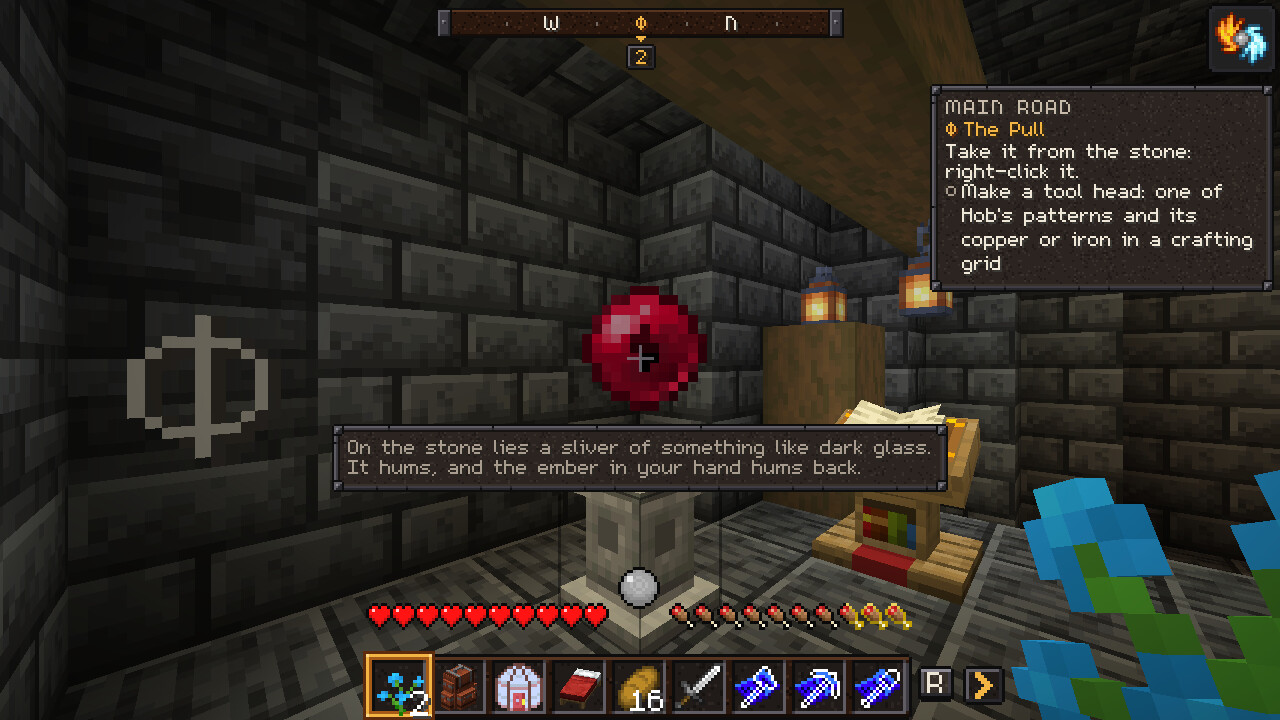 W Φ N
2
MAIN ROAD
Φ The Pull
Take it from the stone:
right-click it.
Make a tool head: one of
Hob's patterns and its
copper or iron in a crafting
grid
Φ
On the stone lies a sliver of something like dark glass.
It hums, and the ember in your hand hums back.
2 16 R